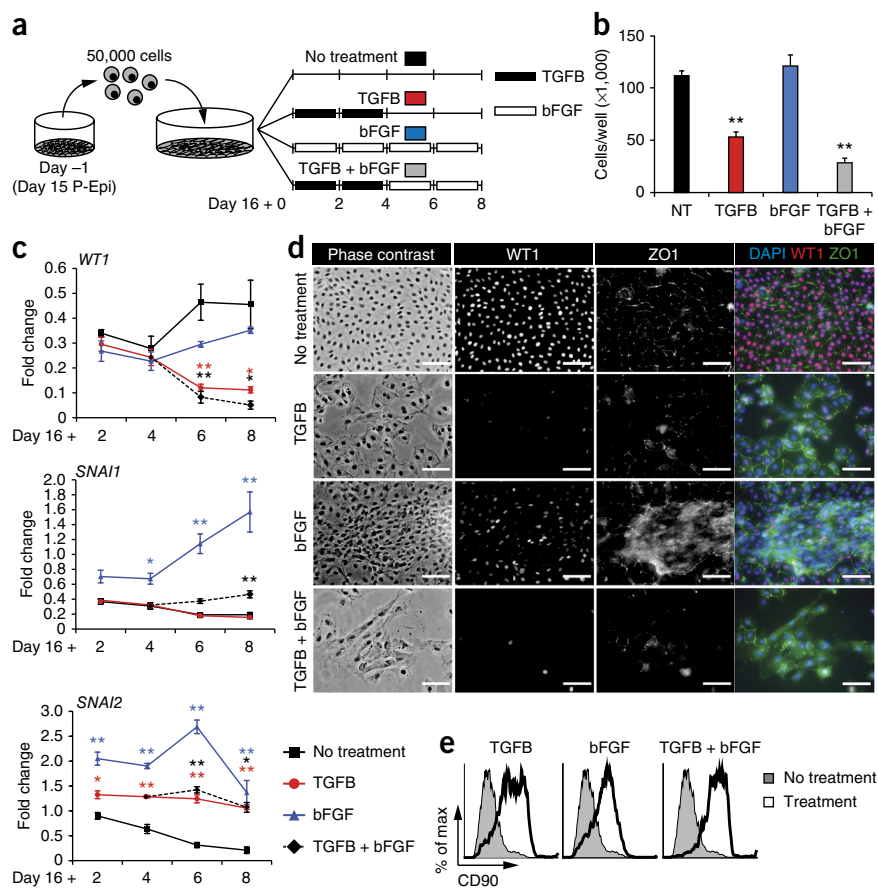 a
50,000 cells
Day –1
(Day 15 P-Epi)
No treatment
TGFB
bFGF
TGFB + bFGF
Day 16 + 0 2 4 6 8
TGFB
bFGF
b
Cells/well (×1,000)
150
100
50
0
**
**
NT TGFB bFGF TGFB +
bFGF
c
WT1
Fold change
0.6
0.5
0.4
0.3
0.2
0.1
0
**
**
*
*
Day 16 + 2 4 6 8
SNAI1
Fold change
2.0
1.8
1.6
1.4
1.2
1.0
0.8
0.6
0.4
0.2
0
*
**
**
**
Day 16 + 2 4 6 8
SNAI2
Fold change
3.0
2.5
2.0
1.5
1.0
0.5
0
**
**
**
**
*
**
*
**
**
**
Day 16 + 2 4 6 8
No treatment
TGFB
bFGF
TGFB + bFGF
d
Phase contrast WT1 ZO1 DAPI WT1 ZO1
No treatment
TGFB
bFGF
TGFB + bFGF
e
TGFB bFGF TGFB + bFGF
% of max
CD90
No treatment
Treatment